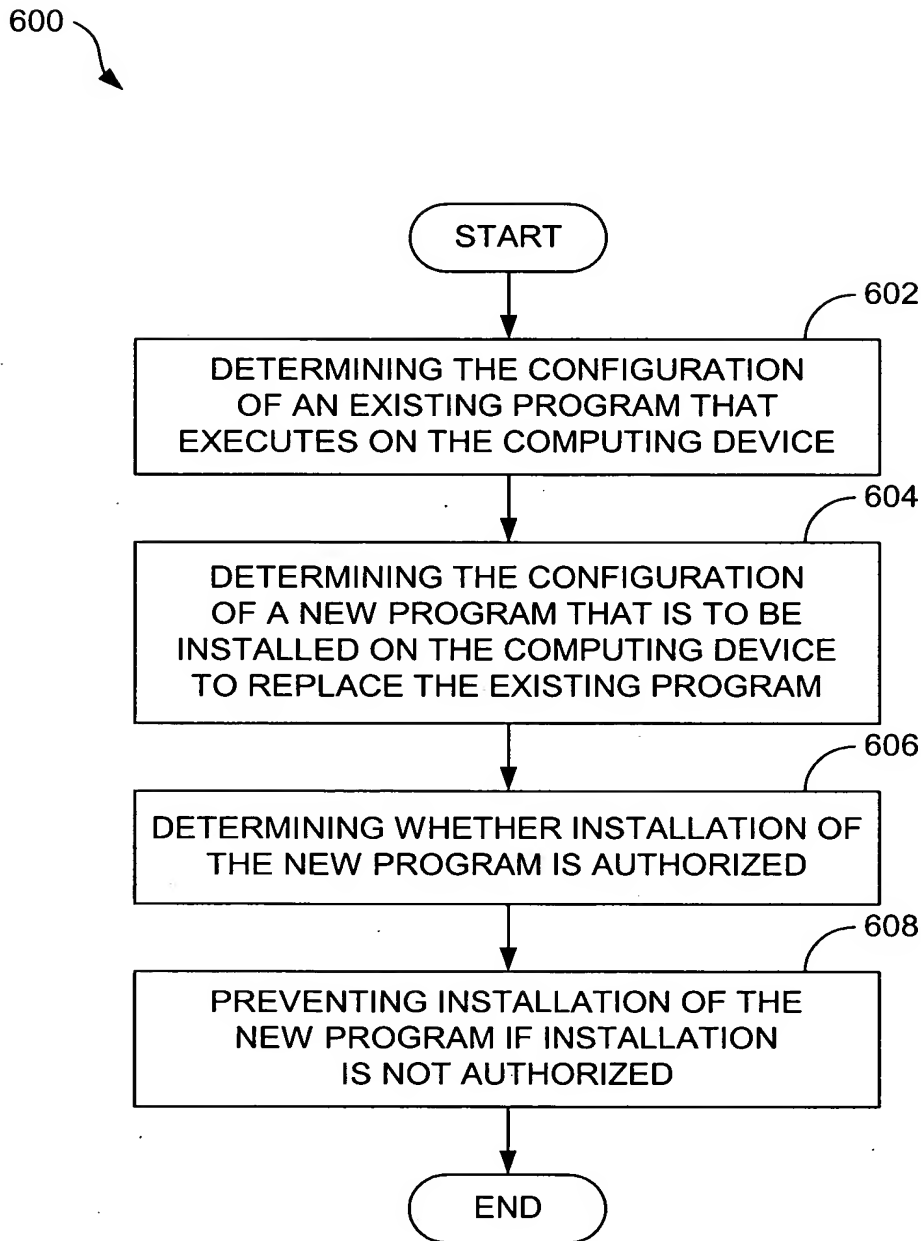 600
START
602
DETERMINING THE CONFIGURATION
OF AN EXISTING PROGRAM THAT
EXECUTES ON THE COMPUTING DEVICE
604
DETERMINING THE CONFIGURATION
OF A NEW PROGRAM THAT IS TO BE
INSTALLED ON THE COMPUTING DEVICE
TO REPLACE THE EXISTING PROGRAM
606
DETERMINING WHETHER INSTALLATION OF
THE NEW PROGRAM IS AUTHORIZED
608
PREVENTING INSTALLATION OF THE
NEW PROGRAM IF INSTALLATION
IS NOT AUTHORIZED
END